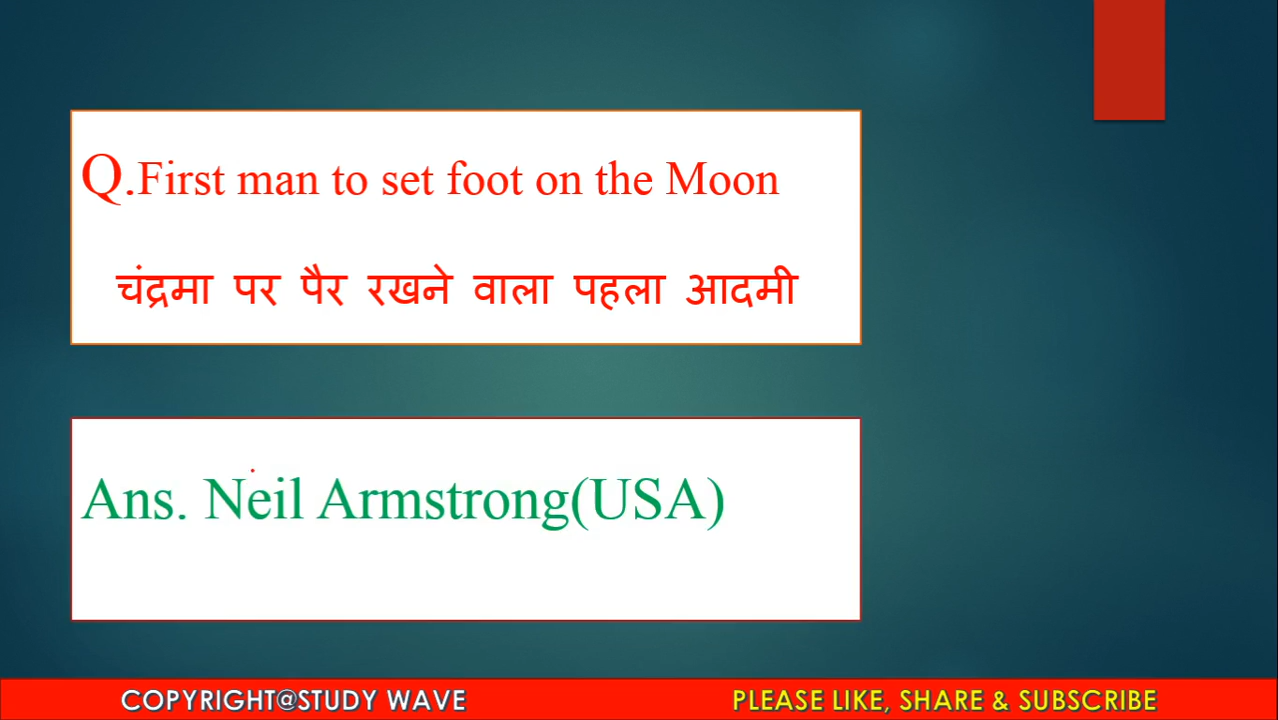 Q.First man to set foot on the Moon
चंद्रमा पर पैर रखने वाला पहला आदमी
Ans. Neil Armstrong(USA)
COPYRIGHT@STUDY WAVE
PLEASE LIKE, SHARE & SUBSCRIBE